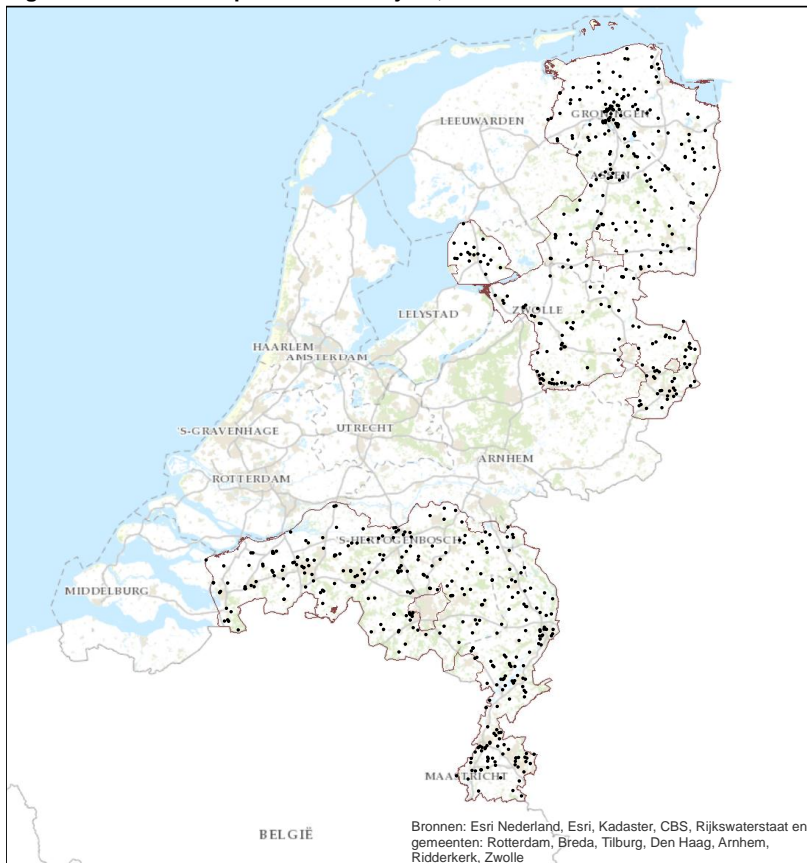 LEEUWARDEN
GRONINGEN
ASSEN
LELYSTAD
ZWOLLE
HAARLEM
AMSTERDAM
'S-GRAVENHAGE
UTRECHT
ARNHEM
ROTTERDAM
'S-HERTOGENBOSCH
MIDDELBURG
MAASTRICHT
BELGIË
Bronnen: Esri Nederland, Esri, Kadaster, CBS, Rijkswaterstaat en
gemeenten: Rotterdam, Breda, Tilburg, Den Haag, Arnhem,
Ridderkerk, Zwolle